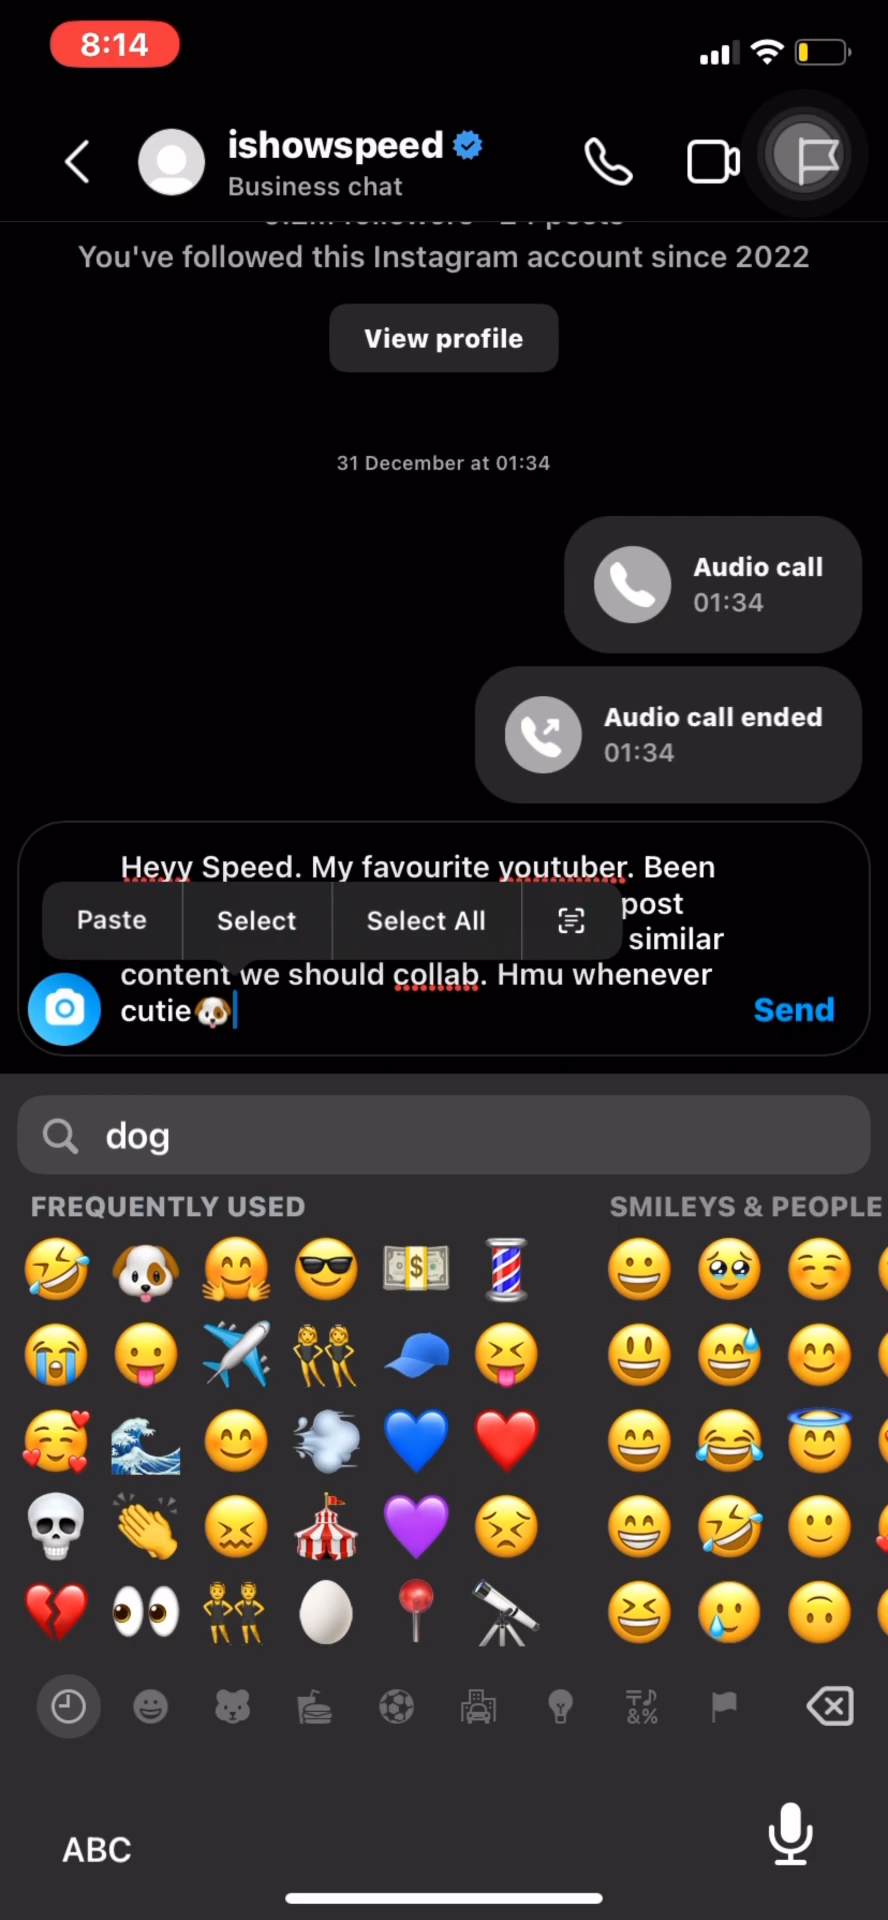 8:14
ishowspeed
Business chat
You've followed this Instagram account since 2022
View profile
31 December at 01:34
Audio call
01:34
Audio call ended
01:34
Heyy Speed. My favourite youtuber. Been
post
similar
Paste Select Select All
content we should collab. Hmu whenever
cutie
Send
dog
FREQUENTLY USED SMILEYS & PEOPLE
ABC